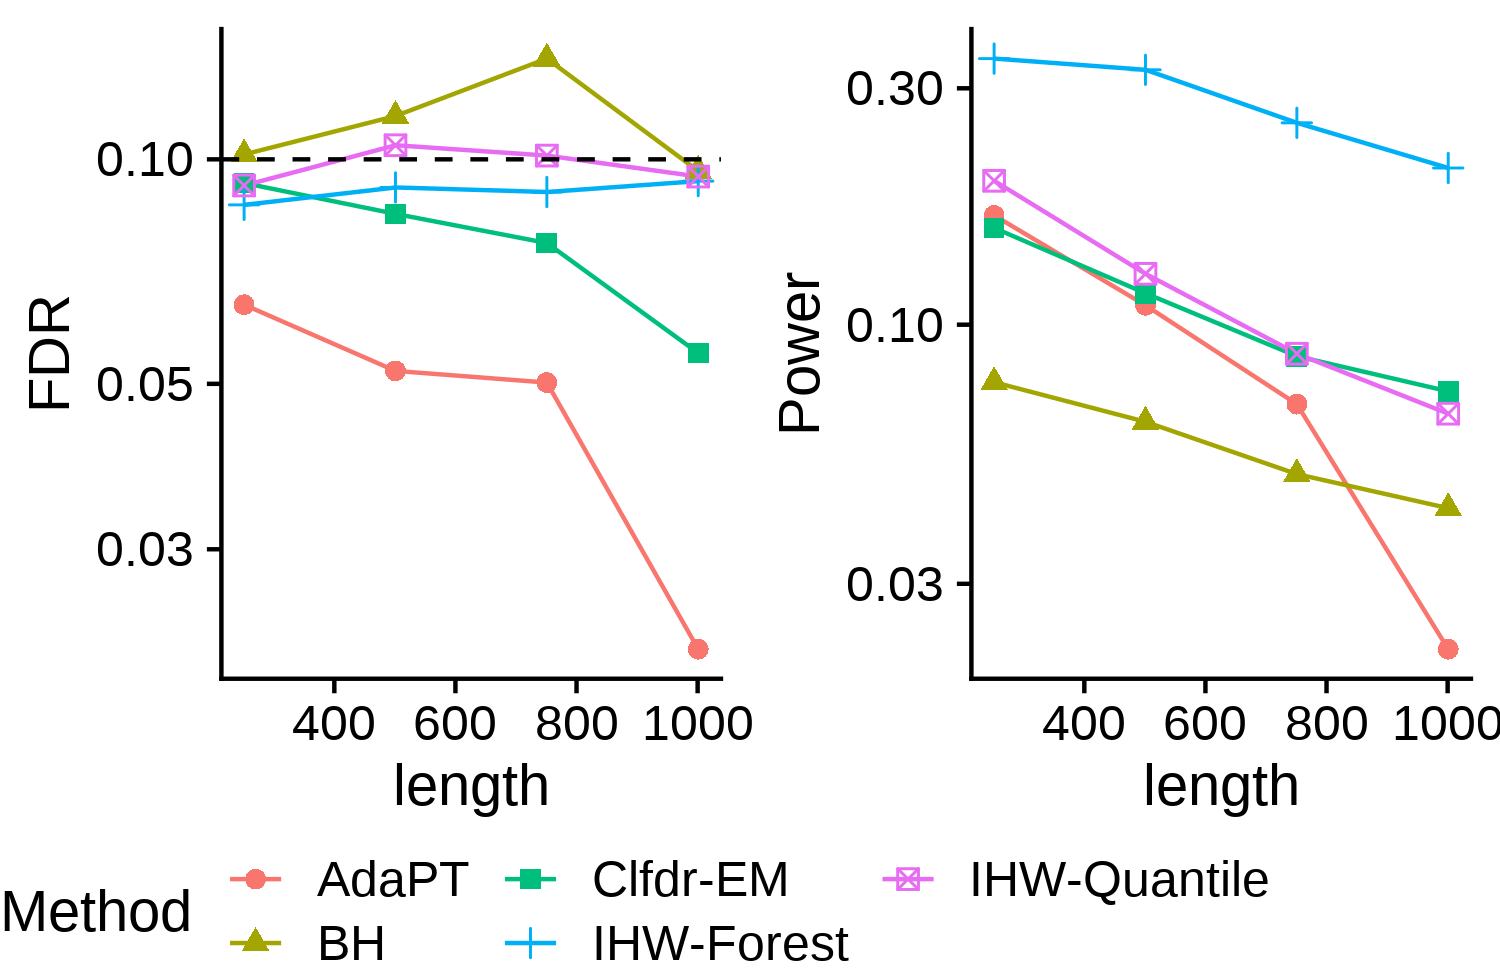 FDR
0.10
0.05
0.03
400 600 800 1000
length
Power
0.30
0.10
0.03
400 600 800 1000
length
Method
AdaPT Clfdr-EM IHW-Quantile
BH IHW-Forest